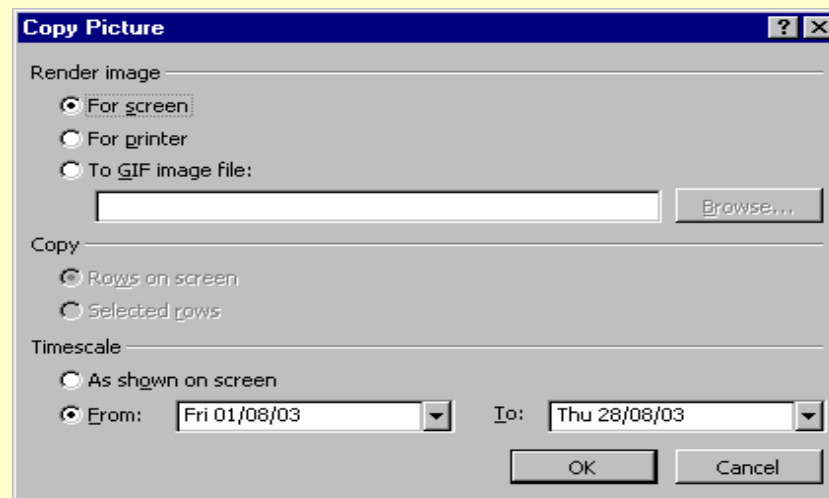 Copy Picture
Render image
For screen
For printer
To GIF image file:
Browse...
Copy
Rows on screen
Selected rows
Timescale
As shown on screen
From: Fri 01/08/03 To: Thu 28/08/03
OK Cancel